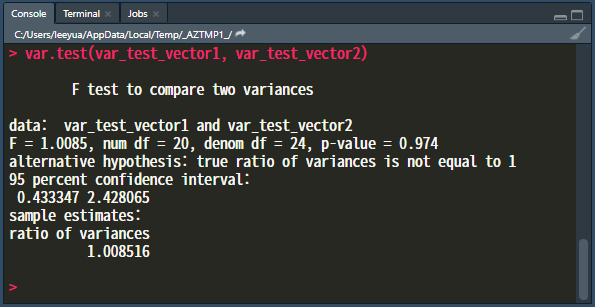 Console Terminal × Jobs ×
C:/Users/leeyua/AppData/Local/Temp/_AZTMP1_/
> var.test(var_test_vector1, var_test_vector2)
F test to compare two variances
data:  var_test_vector1 and var_test_vector2
F = 1.0085, num df = 20, denom df = 24, p-value = 0.974
alternative hypothesis: true ratio of variances is not equal to 1
95 percent confidence interval:
0.433347 2.428065
sample estimates:
ratio of variances
1.008516
>